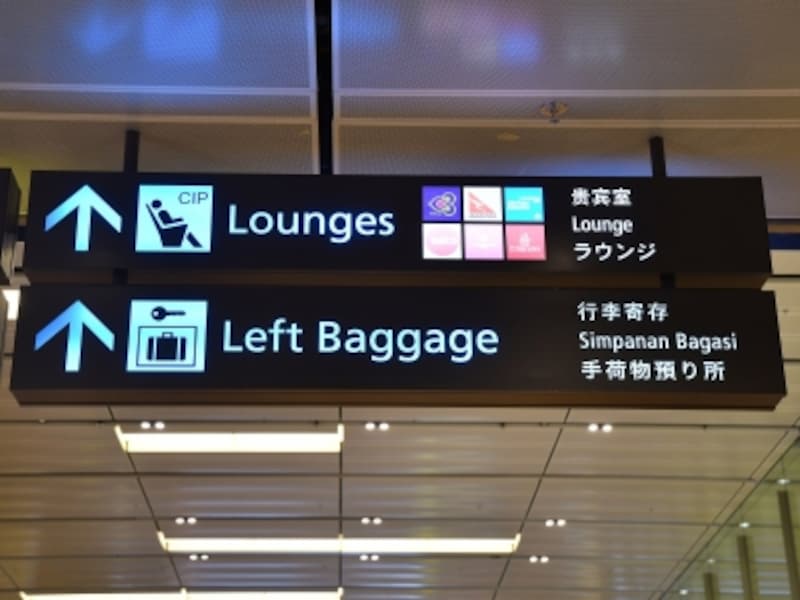 CIP
Lounges
贵宾室
Lounge
ラウンジ
Left Baggage
行李寄存
Simpanan Bagasi
手荷物預り所